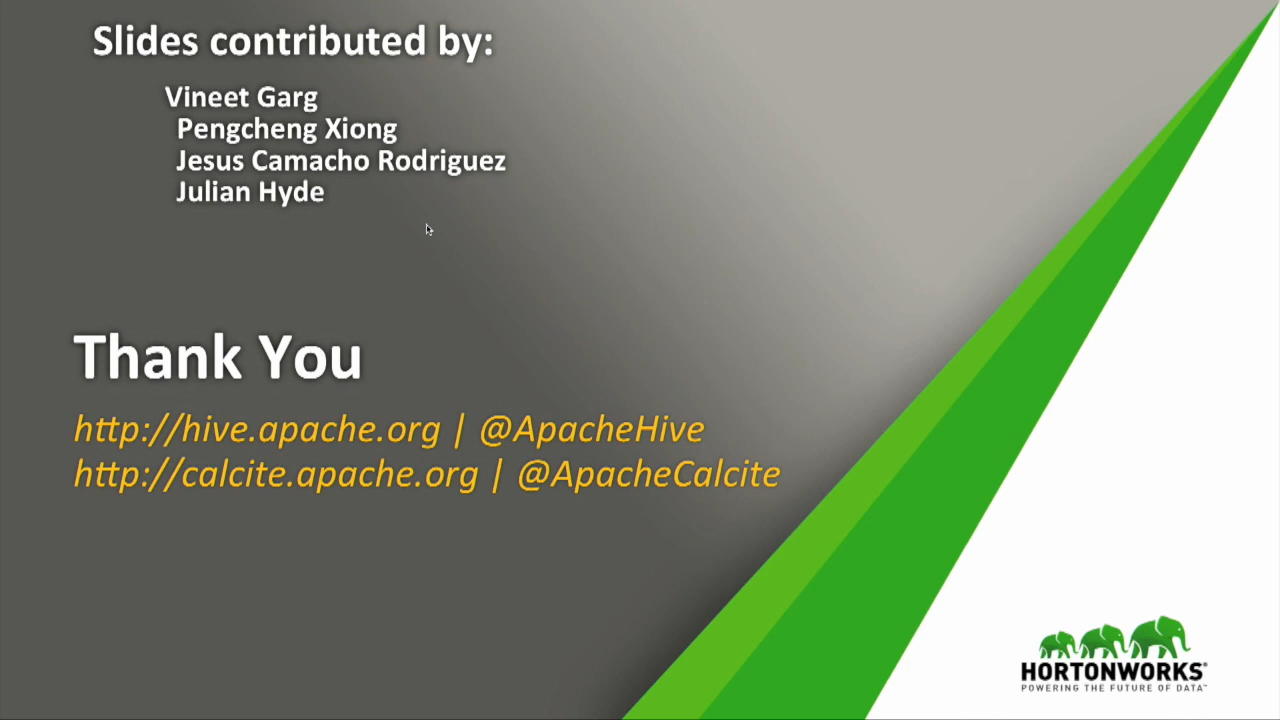 Slides contributed by:
Vineet Garg
Pengcheng Xiong
Jesus Camacho Rodriguez
Julian Hyde
Thank You
http://hive.apache.org | @ApacheHive
http://calcite.apache.org | @ApacheCalcite
HORTONWORKS®
POWERING THE FUTURE OF DATA™